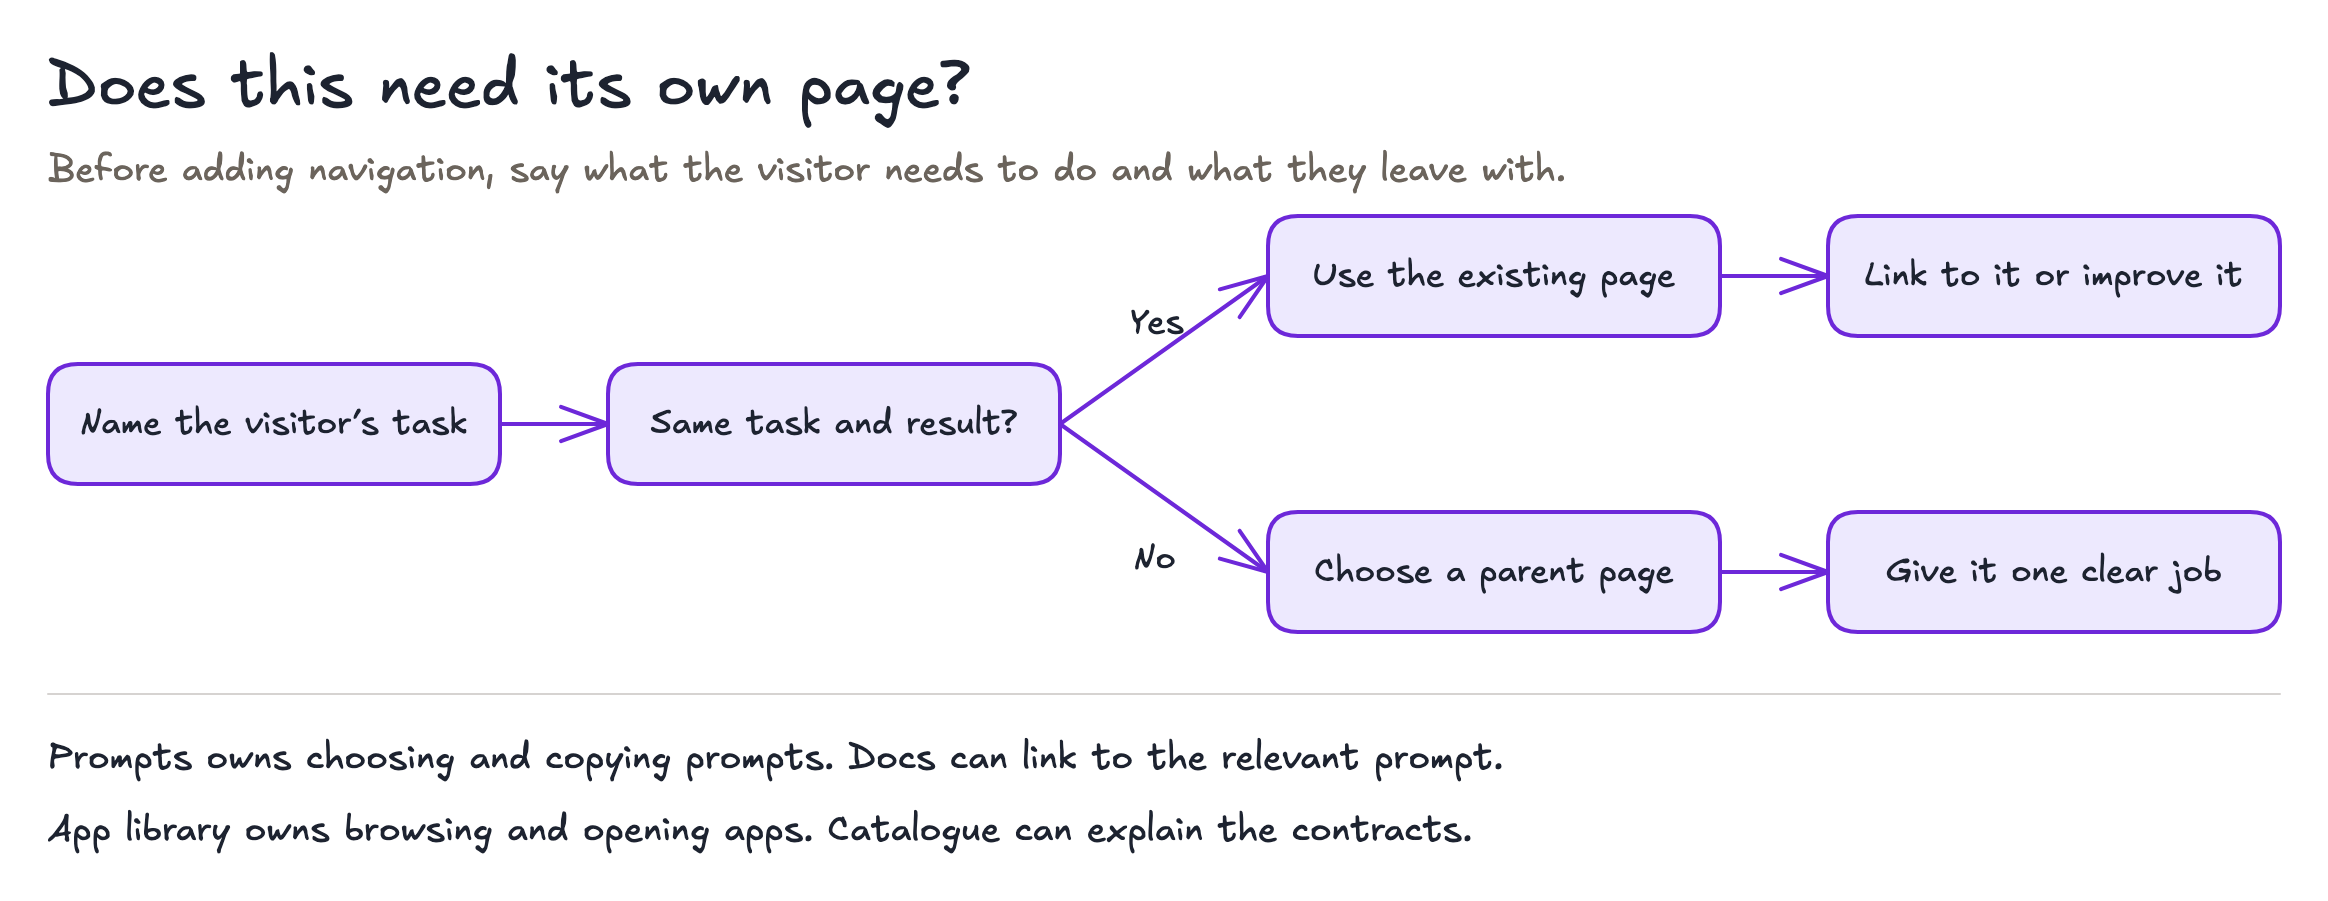 Does this need its own page?
Before adding navigation, say what the visitor needs to do and what they leave with.
Name the visitor's task
Same task and result?
Yes
Use the existing page
Link to it or improve it
No
Choose a parent page
Give it one clear job
Prompts owns choosing and copying prompts. Docs can link to the relevant prompt.
App library owns browsing and opening apps. Catalogue can explain the contracts.